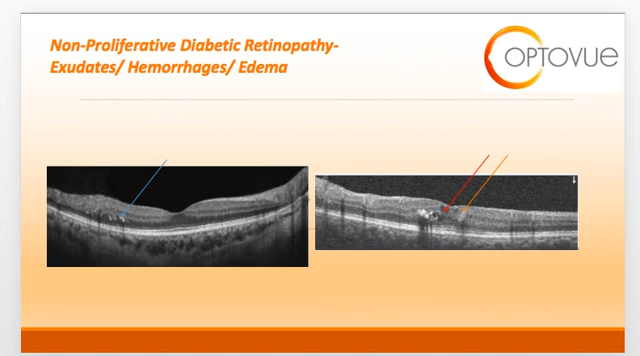 Non-Proliferative Diabetic Retinopathy-
Exudates/ Hemorrhages/ Edema
OPTOVUE